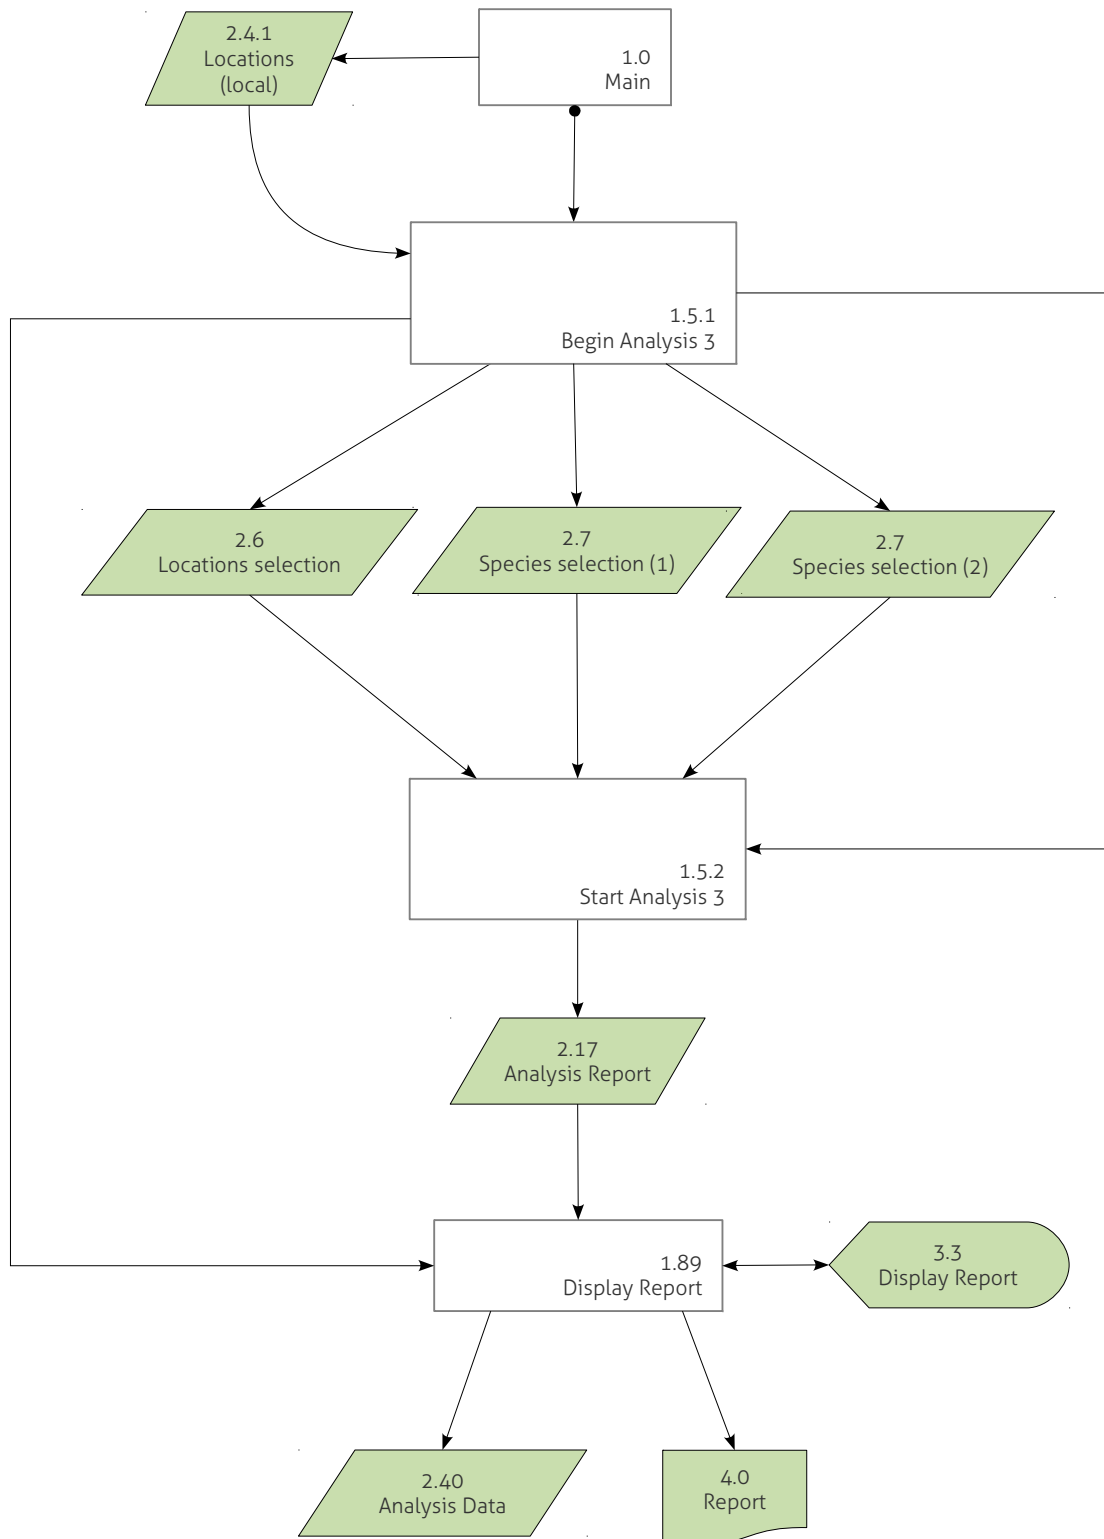 2.4.1
Locations
(local)
1.0
Main
1.5.1
Begin Analysis 3
2.6
Locations selection
2.7
Species selection (1)
2.7
Species selection (2)
1.5.2
Start Analysis 3
2.17
Analysis Report
1.89
Display Report
3.3
Display Report
2.40
Analysis Data
4.0
Report